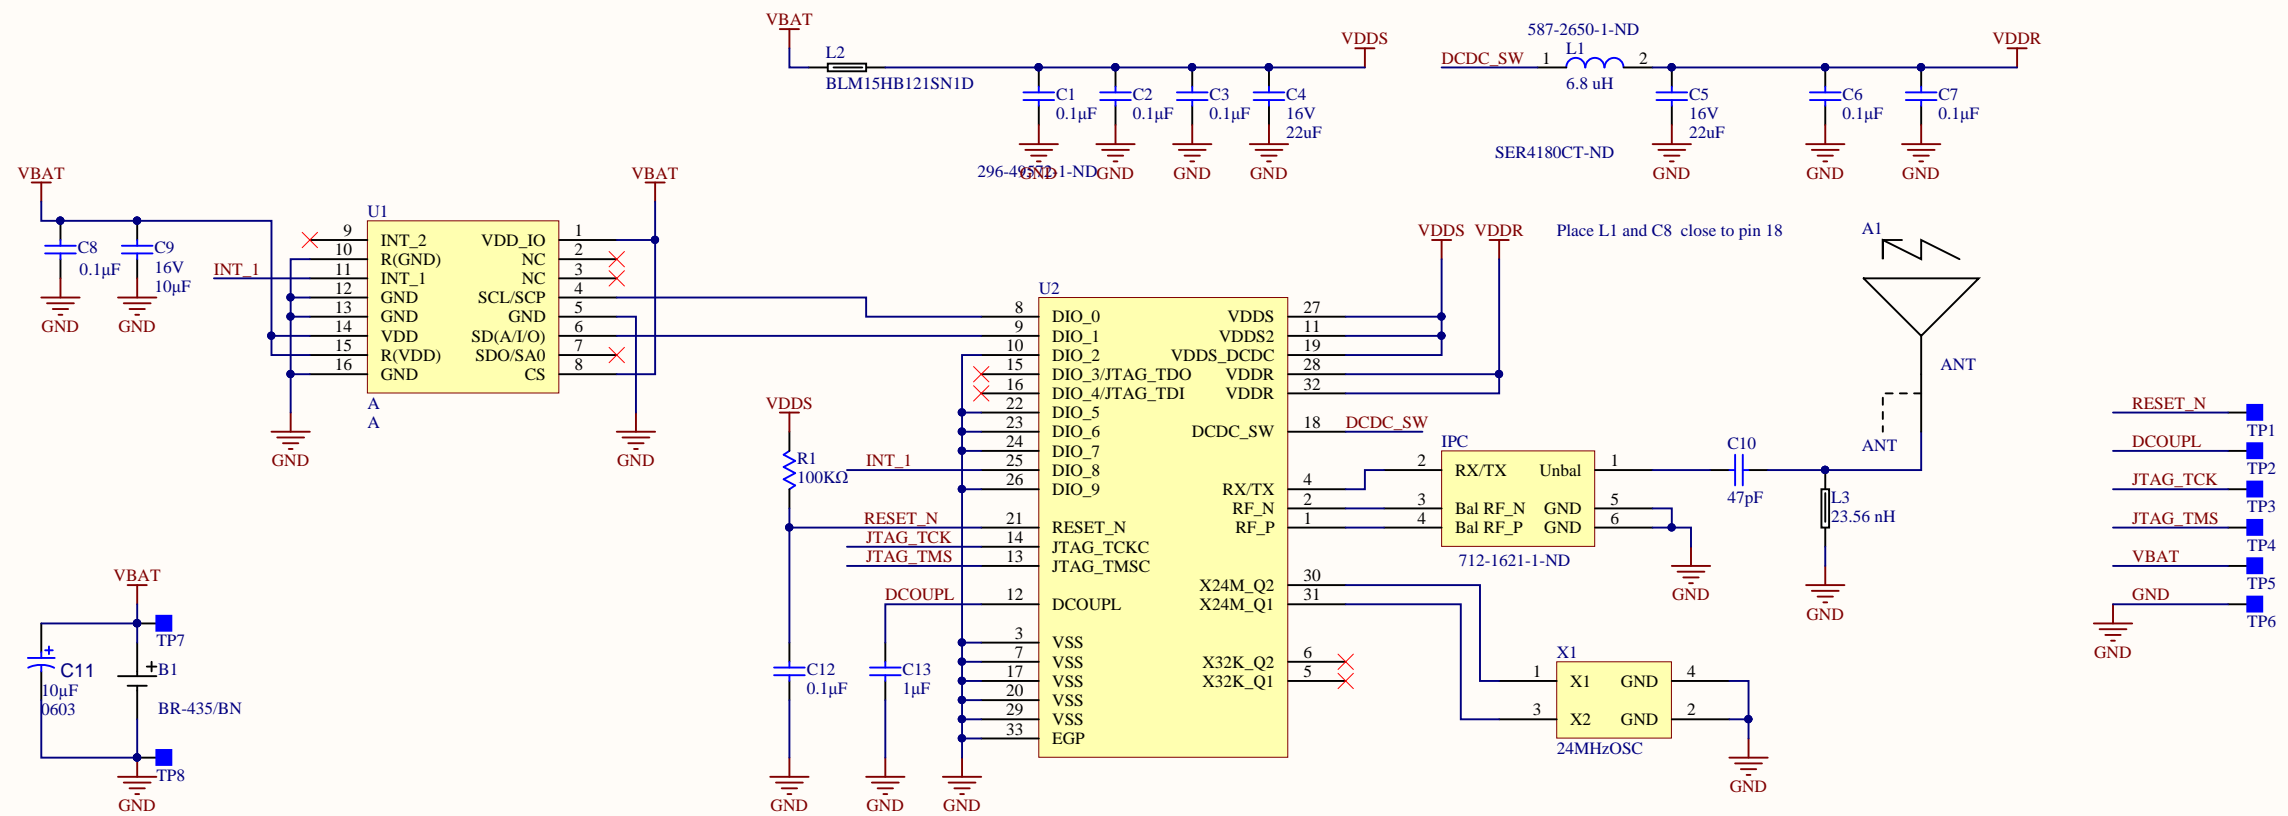 VBAT
L2
BLM15HB121SN1D
VDDS
C1
0.1µF
C2
0.1µF
C3
0.1µF
C4
16V
22uF
GND
GND
GND
GND
296-49572-1-ND
587-2650-1-ND
DCDC_SW
1
L1
2
6.8 uH
VDDR
C5
16V
22uF
C6
0.1µF
C7
0.1µF
SER4180CT-ND
GND
GND
GND
VBAT
C8
0.1µF
C9
16V
10µF
GND
GND
INT_1
U1
9 INT_2
10 R(GND)
11 INT_1
12 GND
13 GND
14 VDD
15 R(VDD)
16 GND
VDD_IO 1
NC 2
NC 3
SCL/SCP 4
GND 5
SD(A/I/O) 6
SDO/SA0 7
CS 8
A
A
VBAT
GND
GND
VDDS
R1
100KΩ
INT_1
RESET_N
JTAG_TCK
JTAG_TMS
DCOUPL
C12
0.1µF
C13
1µF
GND
GND
GND
U2
8 DIO_0
9 DIO_1
10 DIO_2
15 DIO_3/JTAG_TDO
16 DIO_4/JTAG_TDI
22 DIO_5
23 DIO_6
24 DIO_7
25 DIO_8
26 DIO_9
21 RESET_N
14 JTAG_TCKC
13 JTAG_TMSC
12 DCOUPL
3 VSS
7 VSS
17 VSS
20 VSS
29 VSS
33 EGP
VDDS 27
VDDS2 11
VDDS_DCDC 19
VDDR 28
VDDR 32
DCDC_SW 18
RX/TX 4
RF_N 2
RF_P 1
X24M_Q2 30
X24M_Q1 31
X32K_Q2 6
X32K_Q1 5
VDDS
VDDR
Place L1 and C8 close to pin 18
DCDC_SW
IPC
2 RX/TX
3 Bal RF_N
4 Bal RF_P
Unbal 1
GND 5
GND 6
712-1621-1-ND
GND
C10
47pF
L3
23.56 nH
GND
A1
ANT
ANT
X1
1 X1
3 X2
GND 4
GND 2
24MHzOSC
GND
RESET_N
TP1
DCOUPL
TP2
JTAG_TCK
TP3
JTAG_TMS
TP4
VBAT
TP5
GND
TP6
GND
VBAT
TP7
+
C11
10µF
0603
+
B1
BR-435/BN
TP8
GND